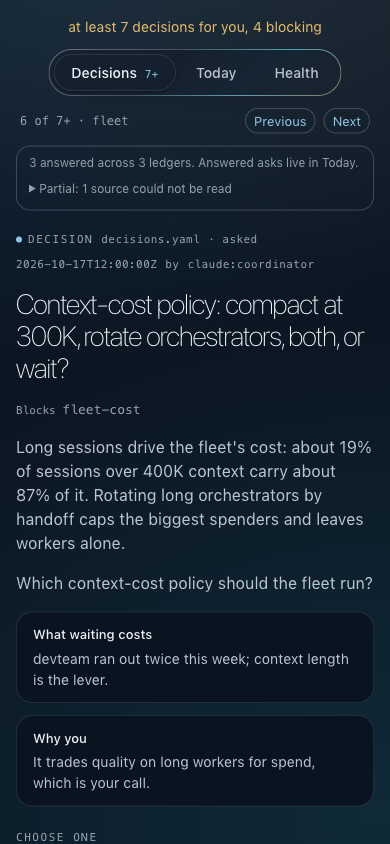 at least 7 decisions for you, 4 blocking
Decisions 7+ Today Health
6 of 7+ · fleet Previous Next
3 answered across 3 ledgers. Answered asks live in Today.
▶ Partial: 1 source could not be read
DECISION decisions.yaml · asked
2026-10-17T12:00:00Z by claude:coordinator
Context-cost policy: compact at
300K, rotate orchestrators, both, or
wait?
Blocks fleet-cost
Long sessions drive the fleet's cost: about 19%
of sessions over 400K context carry about
87% of it. Rotating long orchestrators by
handoff caps the biggest spenders and leaves
workers alone.
Which context-cost policy should the fleet run?
What waiting costs
devteam ran out twice this week; context length
is the lever.
Why you
It trades quality on long workers for spend,
which is your call.
CHOOSE ONE